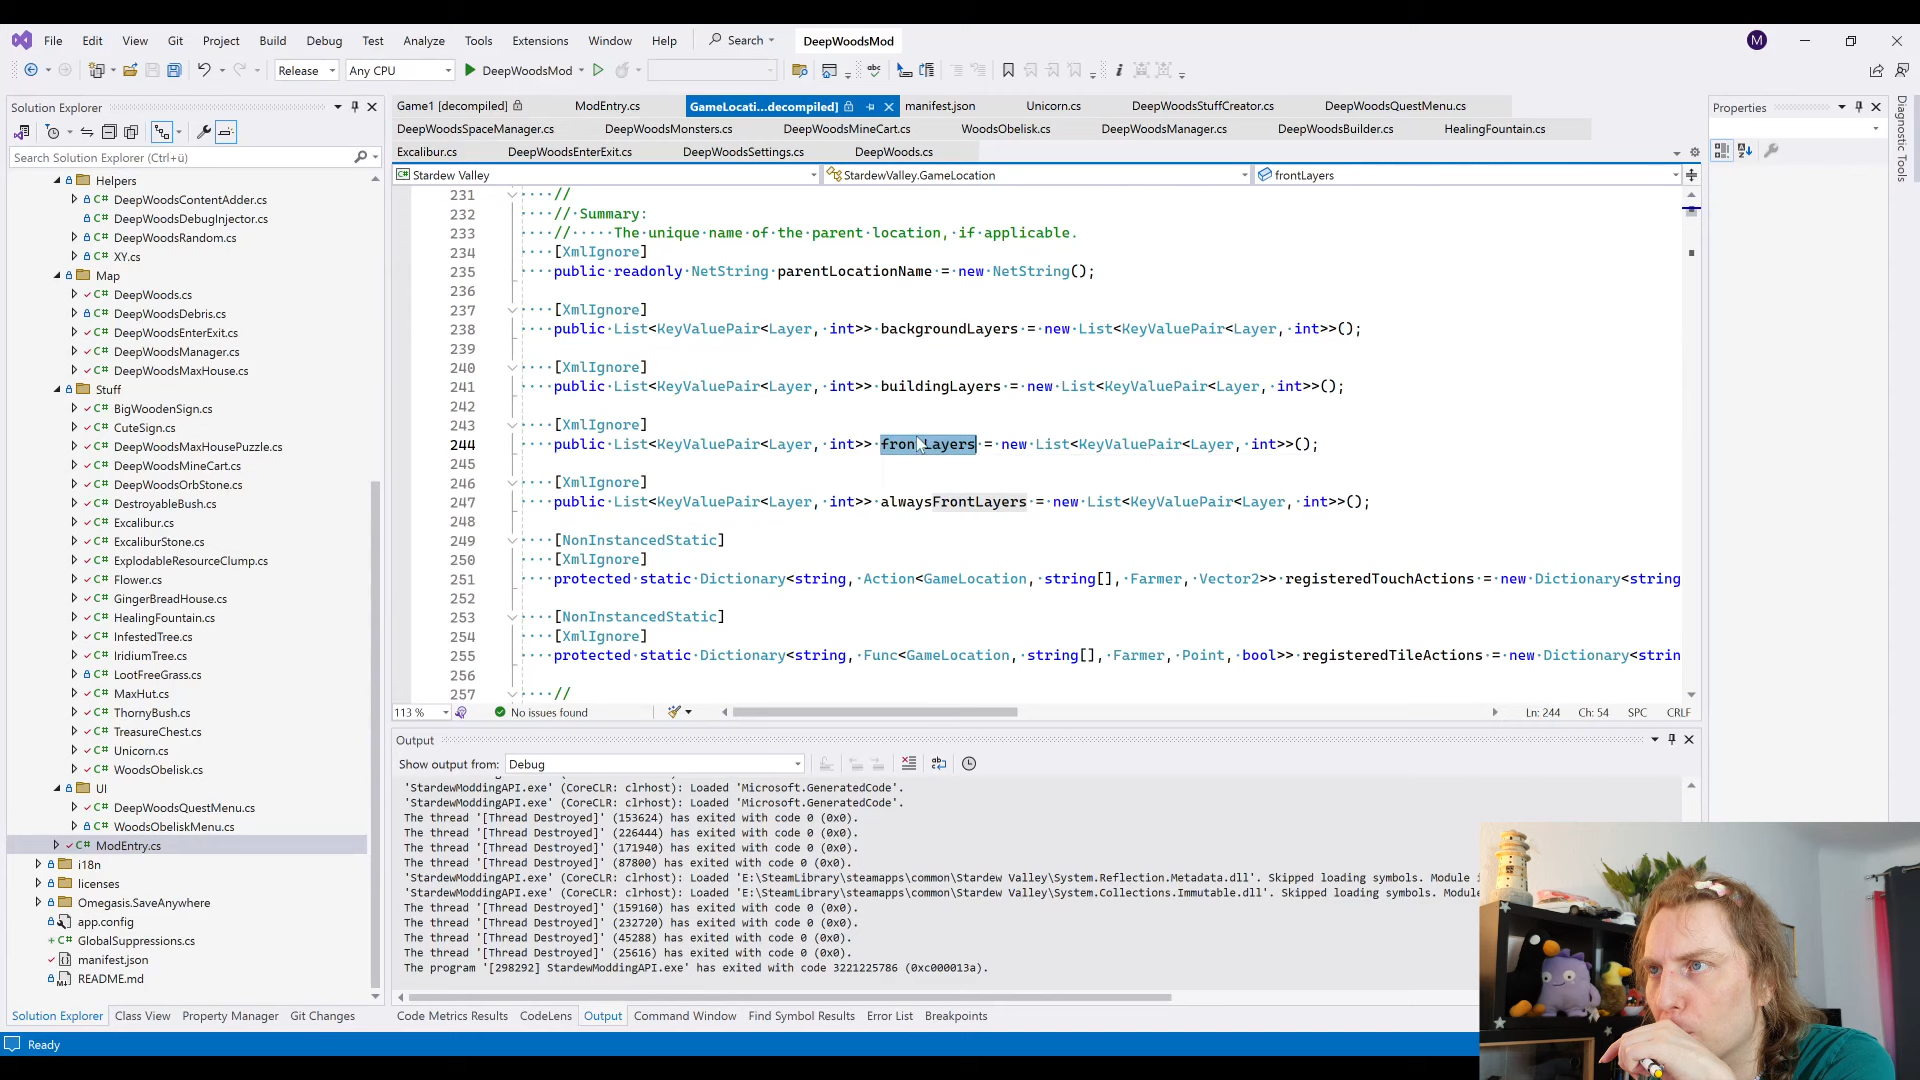 File Edit View Git Project Build Debug Test Analyze Tools Extensions Window Help Search DeepWoodsMod M
Release Any CPU DeepWoodsMod
Solution Explorer
Search Solution Explorer (Ctrl+ü)
Helpers
DeepWoodsContentAdder.cs
DeepWoodsDebugInjector.cs
DeepWoodsRandom.cs
XY.cs
Map
DeepWoods.cs
DeepWoodsDebris.cs
DeepWoodsEnterExit.cs
DeepWoodsManager.cs
DeepWoodsMaxHouse.cs
Stuff
BigWoodenSign.cs
CuteSign.cs
DeepWoodsMaxHousePuzzle.cs
DeepWoodsMineCart.cs
DeepWoodsOrbStone.cs
DestroyableBush.cs
Excalibur.cs
ExcaliburStone.cs
ExplodableResourceClump.cs
Flower.cs
GingerBreadHouse.cs
HealingFountain.cs
InfestedTree.cs
IridiumTree.cs
LootFreeGrass.cs
MaxHut.cs
ThornyBush.cs
TreasureChest.cs
Unicorn.cs
WoodsObelisk.cs
UI
DeepWoodsQuestMenu.cs
WoodsObeliskMenu.cs
ModEntry.cs
i18n
licenses
Omegasis.SaveAnywhere
app.config
GlobalSuppressions.cs
manifest.json
README.md
Solution Explorer Class View Property Manager Git Changes
Game1 [decompiled] ModEntry.cs GameLocati...decompiled] manifest.json Unicorn.cs DeepWoodsStuffCreator.cs DeepWoodsQuestMenu.cs
DeepWoodsSpaceManager.cs DeepWoodsMonsters.cs DeepWoodsMineCart.cs WoodsObelisk.cs DeepWoodsManager.cs DeepWoodsBuilder.cs HealingFountain.cs
Excalibur.cs DeepWoodsEnterExit.cs DeepWoodsSettings.cs DeepWoods.cs
Stardew Valley StardewValley.GameLocation frontLayers
231 //
232 // Summary:
233 // The unique name of the parent location, if applicable.
234 [XmlIgnore]
235 public readonly NetString parentLocationName = new NetString();
236
237 [XmlIgnore]
238 public List<KeyValuePair<Layer, int>> backgroundLayers = new List<KeyValuePair<Layer, int>>();
239
240 [XmlIgnore]
241 public List<KeyValuePair<Layer, int>> buildingLayers = new List<KeyValuePair<Layer, int>>();
242
243 [XmlIgnore]
244 public List<KeyValuePair<Layer, int>> frontLayers = new List<KeyValuePair<Layer, int>>();
245
246 [XmlIgnore]
247 public List<KeyValuePair<Layer, int>> alwaysFrontLayers = new List<KeyValuePair<Layer, int>>();
248
249 [NonInstancedStatic]
250 [XmlIgnore]
251 protected static Dictionary<string, Action<GameLocation, string[], Farmer, Vector2>> registeredTouchActions = new Dictionary<string
252
253 [NonInstancedStatic]
254 [XmlIgnore]
255 protected static Dictionary<string, Func<GameLocation, string[], Farmer, Point, bool>> registeredTileActions = new Dictionary<strin
256
257 //
113 % No issues found Ln: 244 Ch: 54 SPC CRLF
Output
Show output from: Debug
'StardewModdingAPI.exe' (CoreCLR: clrhost): Loaded 'Microsoft.GeneratedCode'.
'StardewModdingAPI.exe' (CoreCLR: clrhost): Loaded 'Microsoft.GeneratedCode'.
The thread '[Thread Destroyed]' (153624) has exited with code 0 (0x0).
The thread '[Thread Destroyed]' (226444) has exited with code 0 (0x0).
The thread '[Thread Destroyed]' (171940) has exited with code 0 (0x0).
The thread '[Thread Destroyed]' (87800) has exited with code 0 (0x0).
'StardewModdingAPI.exe' (CoreCLR: clrhost): Loaded 'E:\SteamLibrary\steamapps\common\Stardew Valley\System.Reflection.Metadata.dll'. Skipped loading symbols. Module i
'StardewModdingAPI.exe' (CoreCLR: clrhost): Loaded 'E:\SteamLibrary\steamapps\common\Stardew Valley\System.Collections.Immutable.dll'. Skipped loading symbols. Module
The thread '[Thread Destroyed]' (159160) has exited with code 0 (0x0).
The thread '[Thread Destroyed]' (232720) has exited with code 0 (0x0).
The thread '[Thread Destroyed]' (45288) has exited with code 0 (0x0).
The thread '[Thread Destroyed]' (25616) has exited with code 0 (0x0).
The program '[298292] StardewModdingAPI.exe' has exited with code 3221225786 (0xc000013a).
Code Metrics Results CodeLens Output Command Window Find Symbol Results Error List Breakpoints
Properties
Diagnostic Tools
Ready